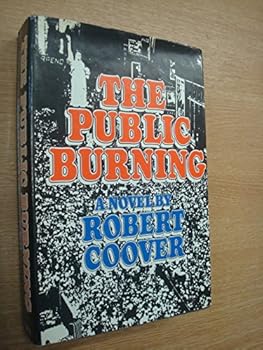 THE
PUBLIC
BURNING
A NOVEL BY
ROBERT
COOVER